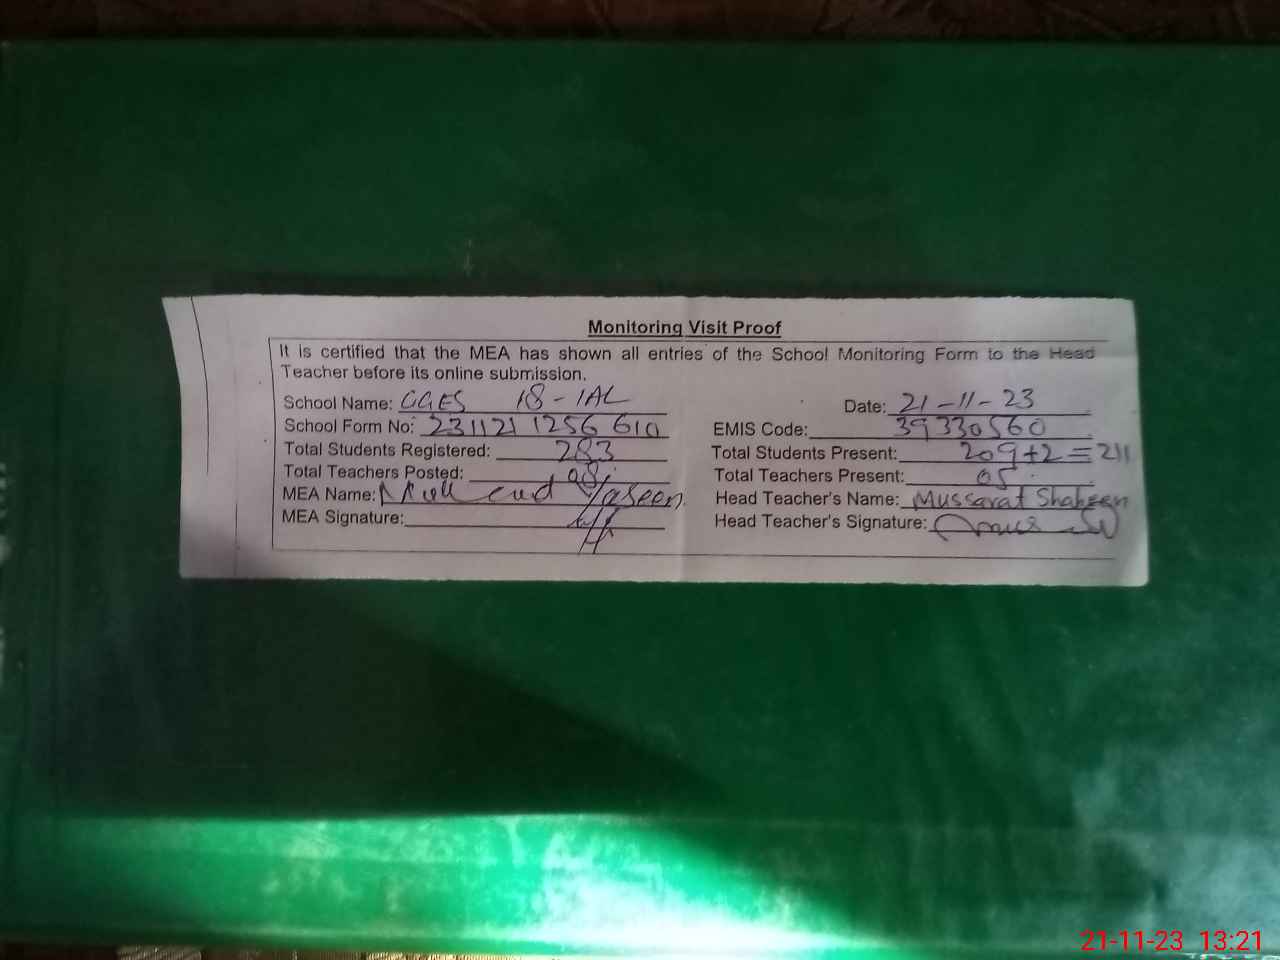 Monitoring Visit Proof
It is certified that the MEA has shown all entries of the School Monitoring Form to the Head
Teacher before its online submission.
School Name: GGES 18-1AL Date: 21-11-23
School Form No: 231121 1256 610 EMIS Code: 39330560
Total Students Registered: 283 Total Students Present: 209+2=211
Total Teachers Posted: 08 Total Teachers Present: 05
MEA Name: Yaseen Head Teacher's Name: Mussarat Shaheen
MEA Signature: Head Teacher's Signature:
21-11-23 13:21